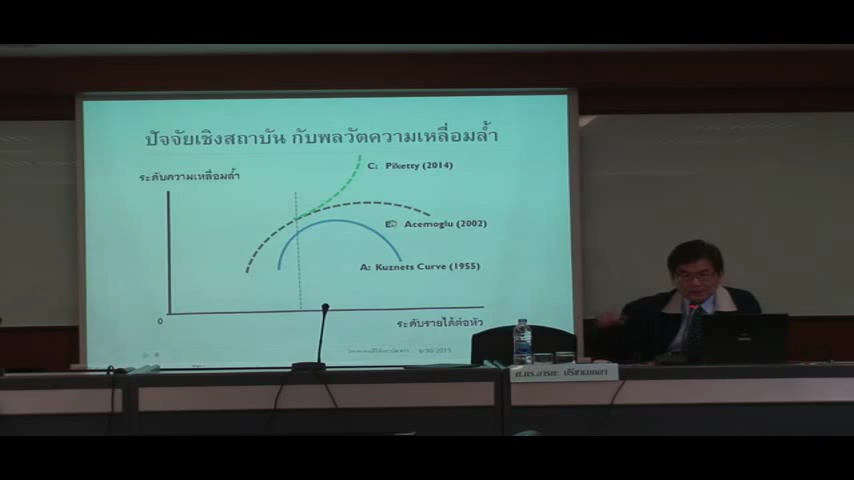 ปัจจัยเชิงสถาบัน กับพลวัตความเหลื่อมล้ำ
C: Piketty (2014)
ระดับความเหลื่อมล้ำ
Acemoglu (2002)
A: Kuznets Curve (1955)
0
ระดับรายได้ต่อหัว
9/30/2015